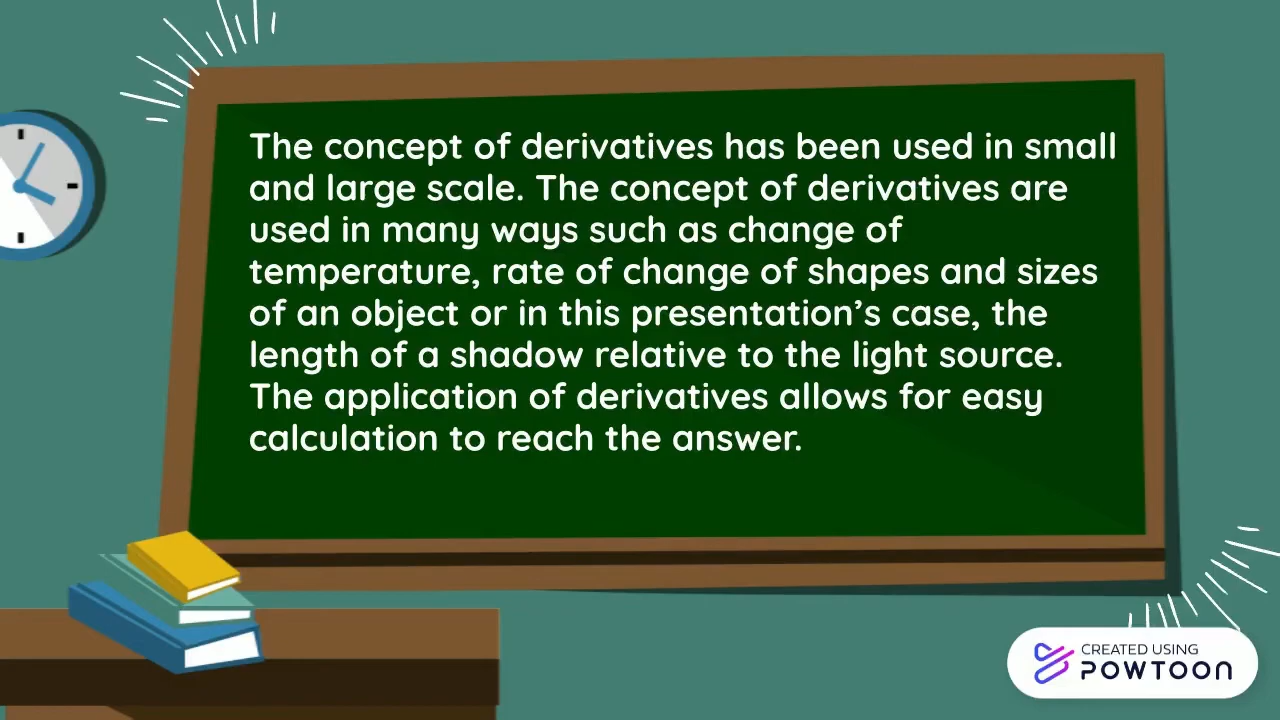 The concept of derivatives has been used in small
and large scale. The concept of derivatives are
used in many ways such as change of
temperature, rate of change of shapes and sizes
of an object or in this presentation’s case, the
length of a shadow relative to the light source.
The application of derivatives allows for easy
calculation to reach the answer.
CREATED USING
POWTOON